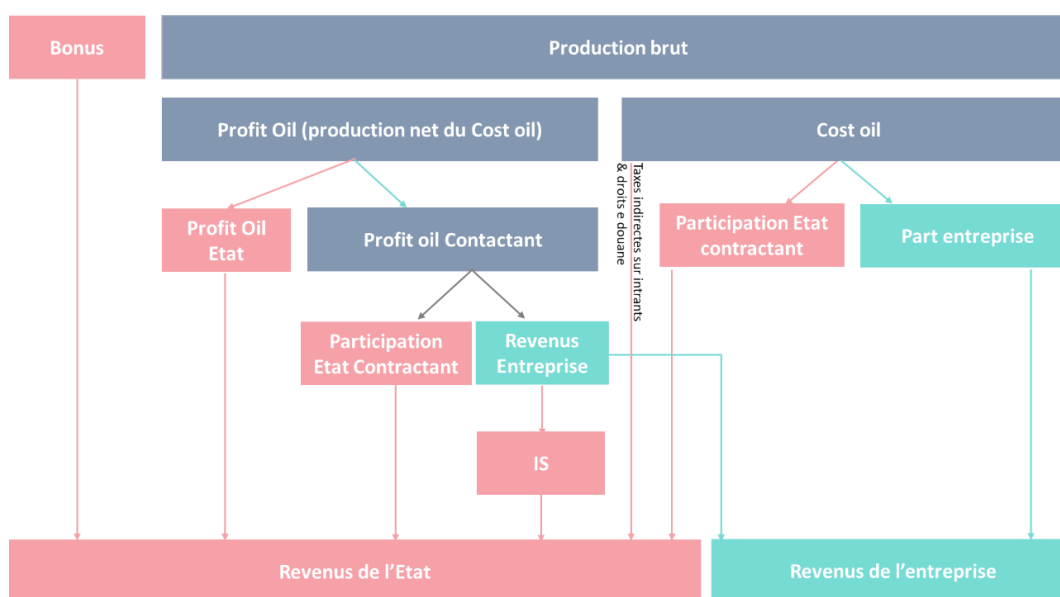 Bonus
Production brut
Profit Oil (production net du Cost oil)
Cost oil
Taxes indirectes sur intrants
& droits e douane
Profit Oil
Etat
Profit oil Contactant
Participation Etat
contractant
Part entreprise
Participation
Etat Contractant
Revenus
Entreprise
IS
Revenus de l’Etat
Revenus de l’entreprise